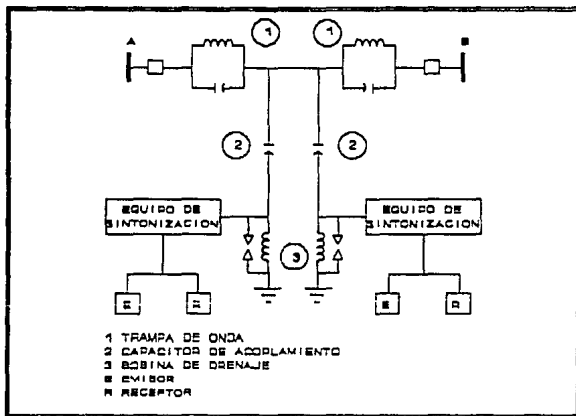 A
1
1
B
2
2
EQUIPO DE
SINTONIZACION
EQUIPO DE
SINTONIZACION
3
E
R
E
R
1 TRAMPA DE ONDA
2 CAPACITOR DE ACOPLAMIENTO
3 BOBINA DE DRENAJE
E EMISOR
R RECEPTOR